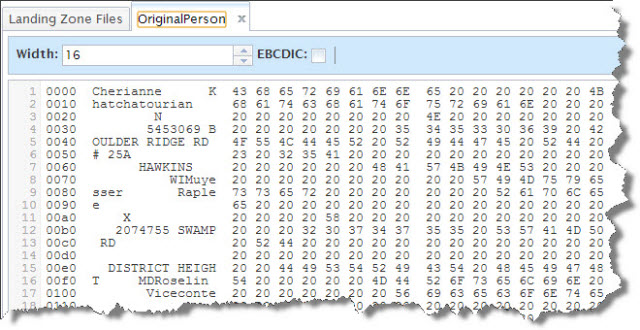 Landing Zone Files OriginalPerson x
Width: 16 EBCDIC:
1 0000 Cherianne K 43 68 65 72 69 61 6E 6E 65 20 20 20 20 20 20 4B
2 0010 hatchatourian 68 61 74 63 68 61 74 6F 75 72 69 61 6E 20 20 20
3 0020 N 20 20 20 20 20 20 20 20 4E 20 20 20 20 20 20 20
4 0030 5453069 B 20 20 20 20 20 20 20 35 34 35 33 30 36 39 20 42
5 0040 OULDER RIDGE RD 4F 55 4C 44 45 52 20 52 49 44 47 45 20 52 44 20
6 0050 # 25A 23 20 32 35 41 20 20 20 20 20 20 20 20 20 20 20
7 0060 HAWKINS 20 20 20 20 20 20 48 41 57 4B 49 4E 53 20 20 20
8 0070 WIMuye 20 20 20 20 20 20 20 20 20 20 57 49 4D 75 79 65
9 0080 sser Raple 73 73 65 72 20 20 20 20 20 20 20 52 61 70 6C 65
10 0090 e 65 20 20 20 20 20 20 20 20 20 20 20 20 20 20 20
11 00a0 X 20 20 20 20 58 20 20 20 20 20 20 20 20 20 20 20
12 00b0 2074755 SWAMP 20 20 20 32 30 37 34 37 35 35 20 53 57 41 4D 50
13 00c0 RD 20 52 44 20 20 20 20 20 20 20 20 20 20 20 20 20
14 00d0 20 20 20 20 20 20 20 20 20 20 20 20 20 20 20 20
15 00e0 DISTRICT HEIGH 20 20 44 49 53 54 52 49 43 54 20 48 45 49 47 48
16 00f0 T MDRoselin 54 20 20 20 20 20 4D 44 52 6F 73 65 6C 69 6E 20
17 0100 Viceconte 20 20 20 20 20 20 20 56 69 63 65 63 6F 6E 74 65